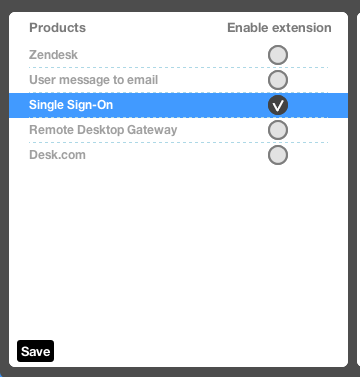 Products Enable extension
Zendesk
User message to email
Single Sign-On
Remote Desktop Gateway
Desk.com
Save